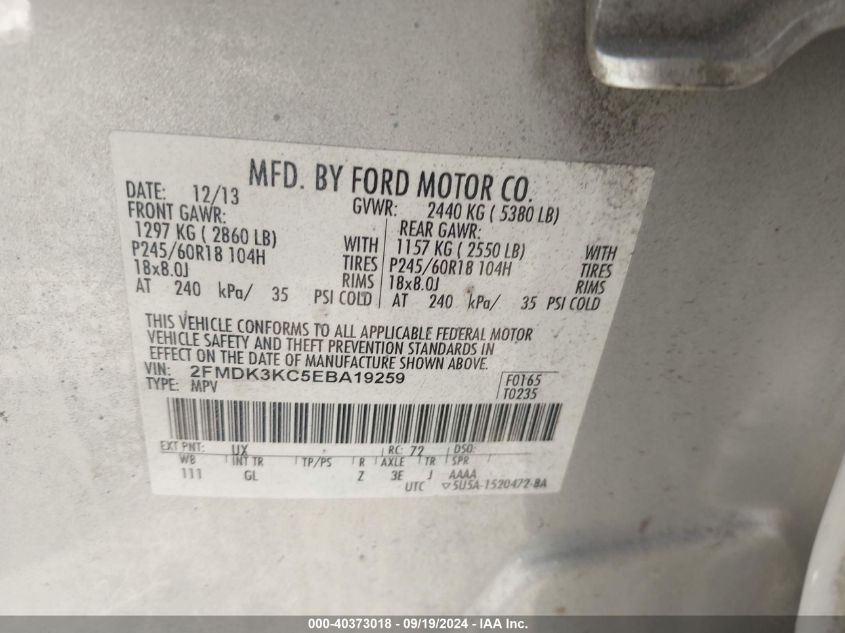 MFD. BY FORD MOTOR CO.
DATE: 12/13 GVWR: 2440 KG ( 5380 LB)
FRONT GAWR: REAR GAWR:
1297 KG ( 2860 LB) WITH 1157 KG ( 2550 LB) WITH
P245/60R18 104H TIRES P245/60R18 104H TIRES
18x8.0J RIMS 18x8.0J RIMS
AT 240 kPa/ 35 PSI COLD AT 240 kPa/ 35 PSI COLD
THIS VEHICLE CONFORMS TO ALL APPLICABLE FEDERAL MOTOR
VEHICLE SAFETY AND THEFT PREVENTION STANDARDS IN
EFFECT ON THE DATE OF MANUFACTURE SHOWN ABOVE.
VIN: 2FMDK3KC5EBA19259 F0165
TYPE: MPV T0235
EXT PNT: UX RC: 72 DSO:
WB INT TR TP/PS R AXLE TR SPR
111 GL Z 3E J AAAA
UTC ▽5U5A-1520472-BA
000-40373018 - 09/19/2024 - IAA Inc.